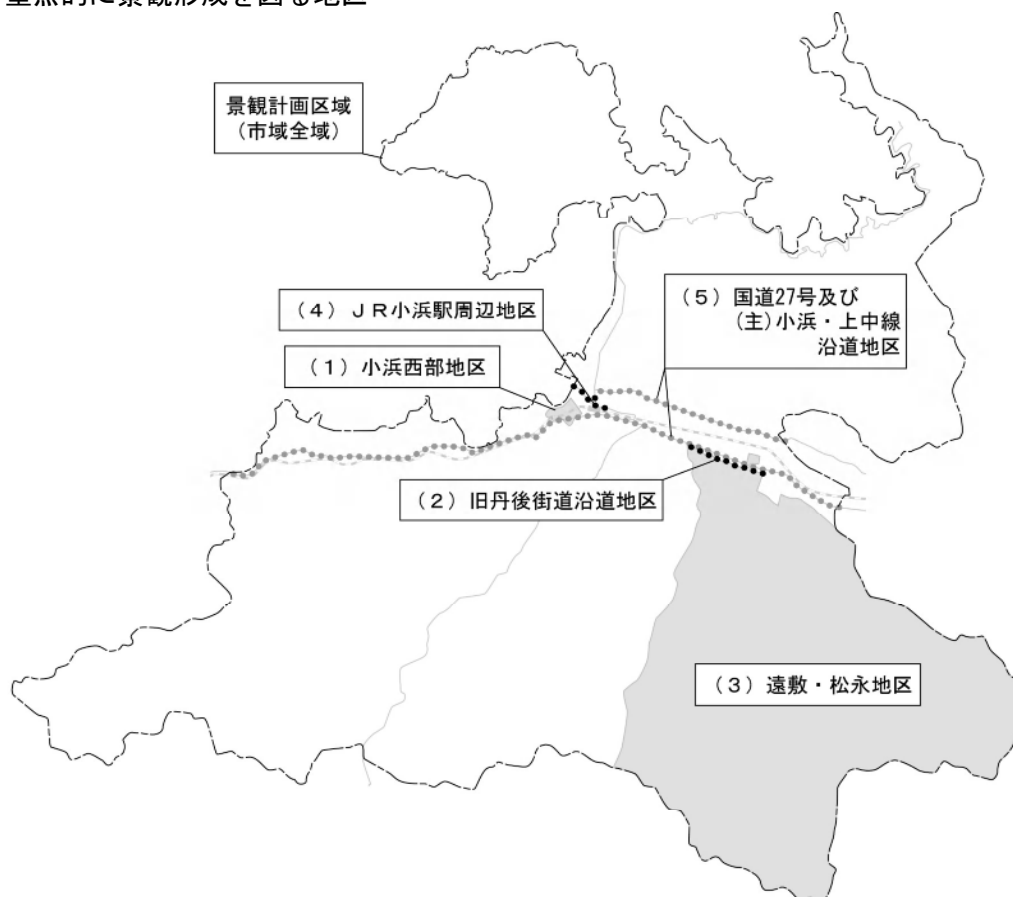 重点的に景観形成を図る地区
景観計画区域
（市域全域）
（４）ＪＲ小浜駅周辺地区
（５）国道27号及び
(主)小浜・上中線
沿道地区
（１）小浜西部地区
（２）旧丹後街道沿道地区
（３）遠敷・松永地区